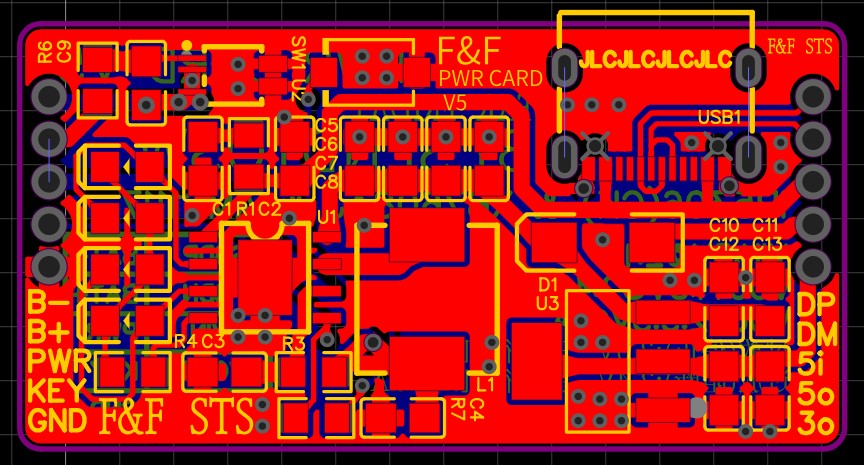 R6
C9
SW1
U2
F&F
PWR CARD
V5
JLCJLCJLCJLC
F&F STS
USB1
C5
C6
C7
C8
C1 R1 C2
U1
C10 C11
C12 C13
D1
U3
B-
B+
PWR
KEY
GND
R4 C3
R3
L1
R7
C4
F&F STS
DP
DM
5i
5o
3o